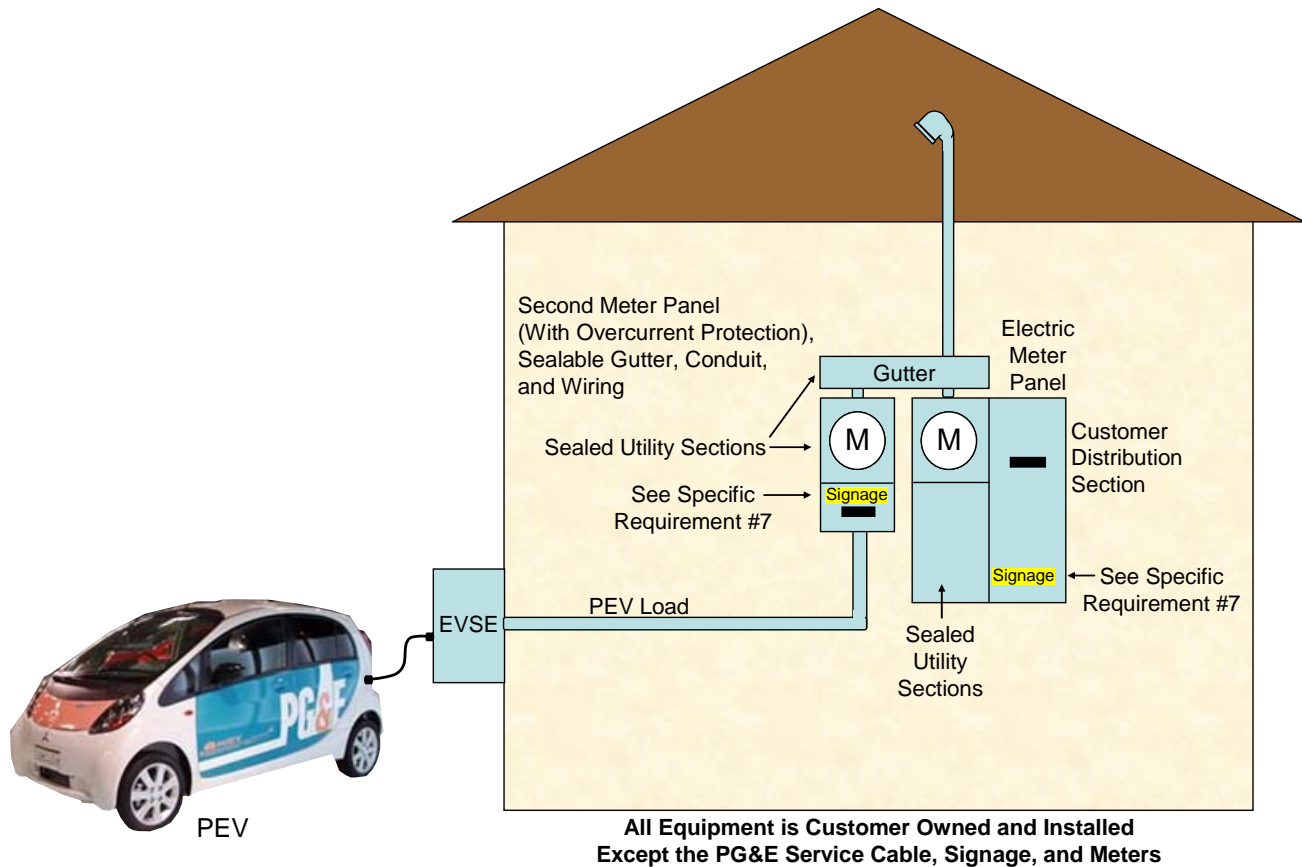 Second Meter Panel
(With Overcurrent Protection),
Sealable Gutter, Conduit,
and Wiring
Electric
Meter
Panel
Gutter
M
M
Sealed Utility Sections
Customer
Distribution
Section
See Specific
Requirement #7
Signage
Signage
See Specific
Requirement #7
PEV Load
EVSE
Sealed
Utility
Sections
PG&E
PEV
All Equipment is Customer Owned and Installed
Except the PG&E Service Cable, Signage, and Meters